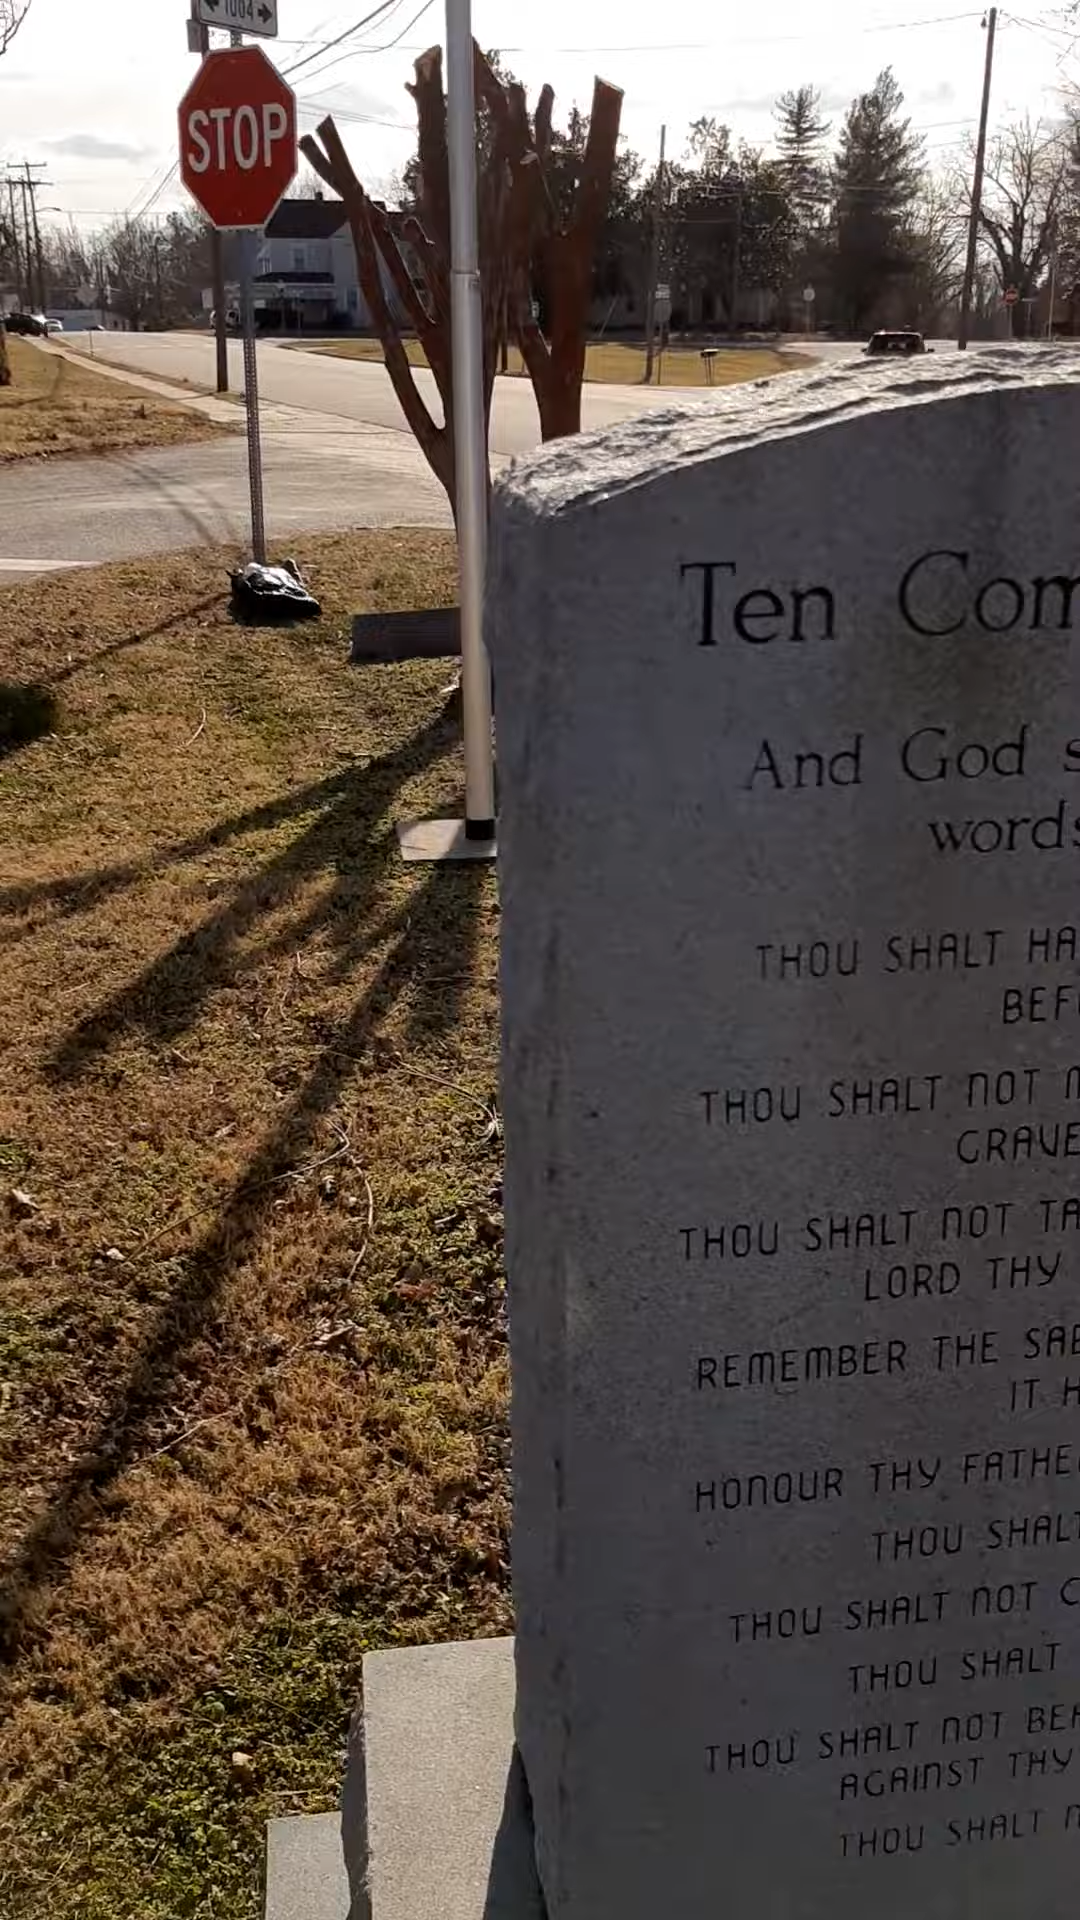 1004
STOP
Ten Com
And God s
words
THOU SHALT HA
BEF
THOU SHALT NOT M
GRAVE
THOU SHALT NOT TA
LORD THY
REMEMBER THE SAB
IT H
HONOUR THY FATHE
THOU SHALT
THOU SHALT NOT C
THOU SHALT
THOU SHALT NOT BEA
AGAINST THY
THOU SHALT N